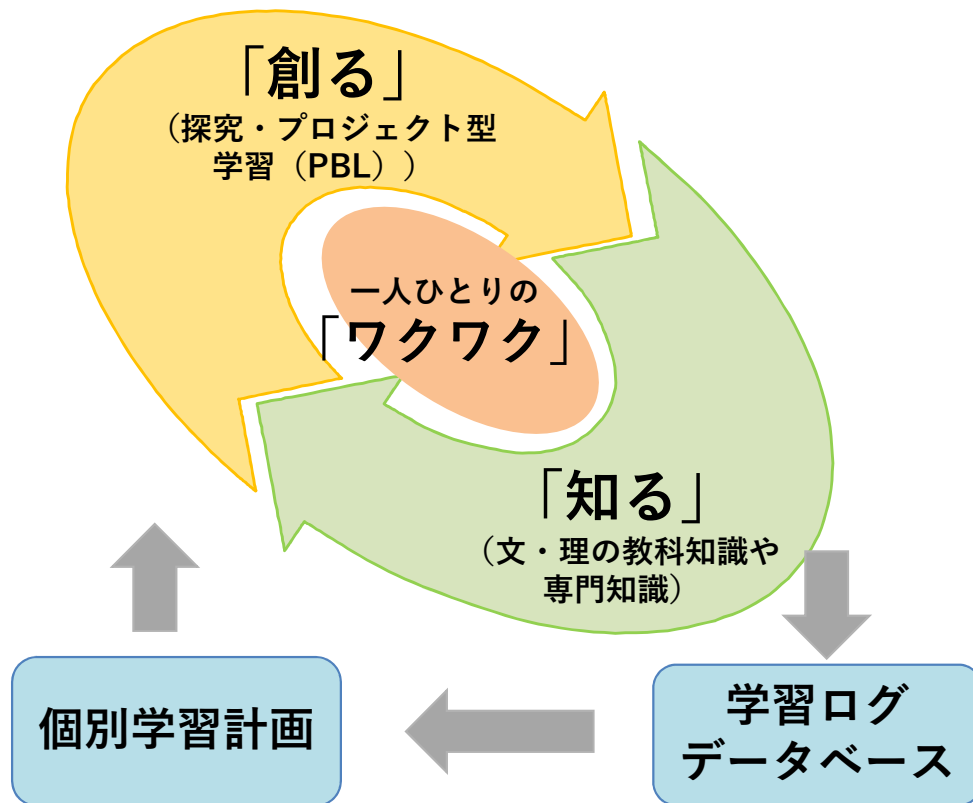 「創る」
（探究・プロジェクト型
学習（PBL））
一人ひとりの
「ワクワク」
「知る」
（文・理の教科知識や
専門知識）
個別学習計画
学習ログ
データベース